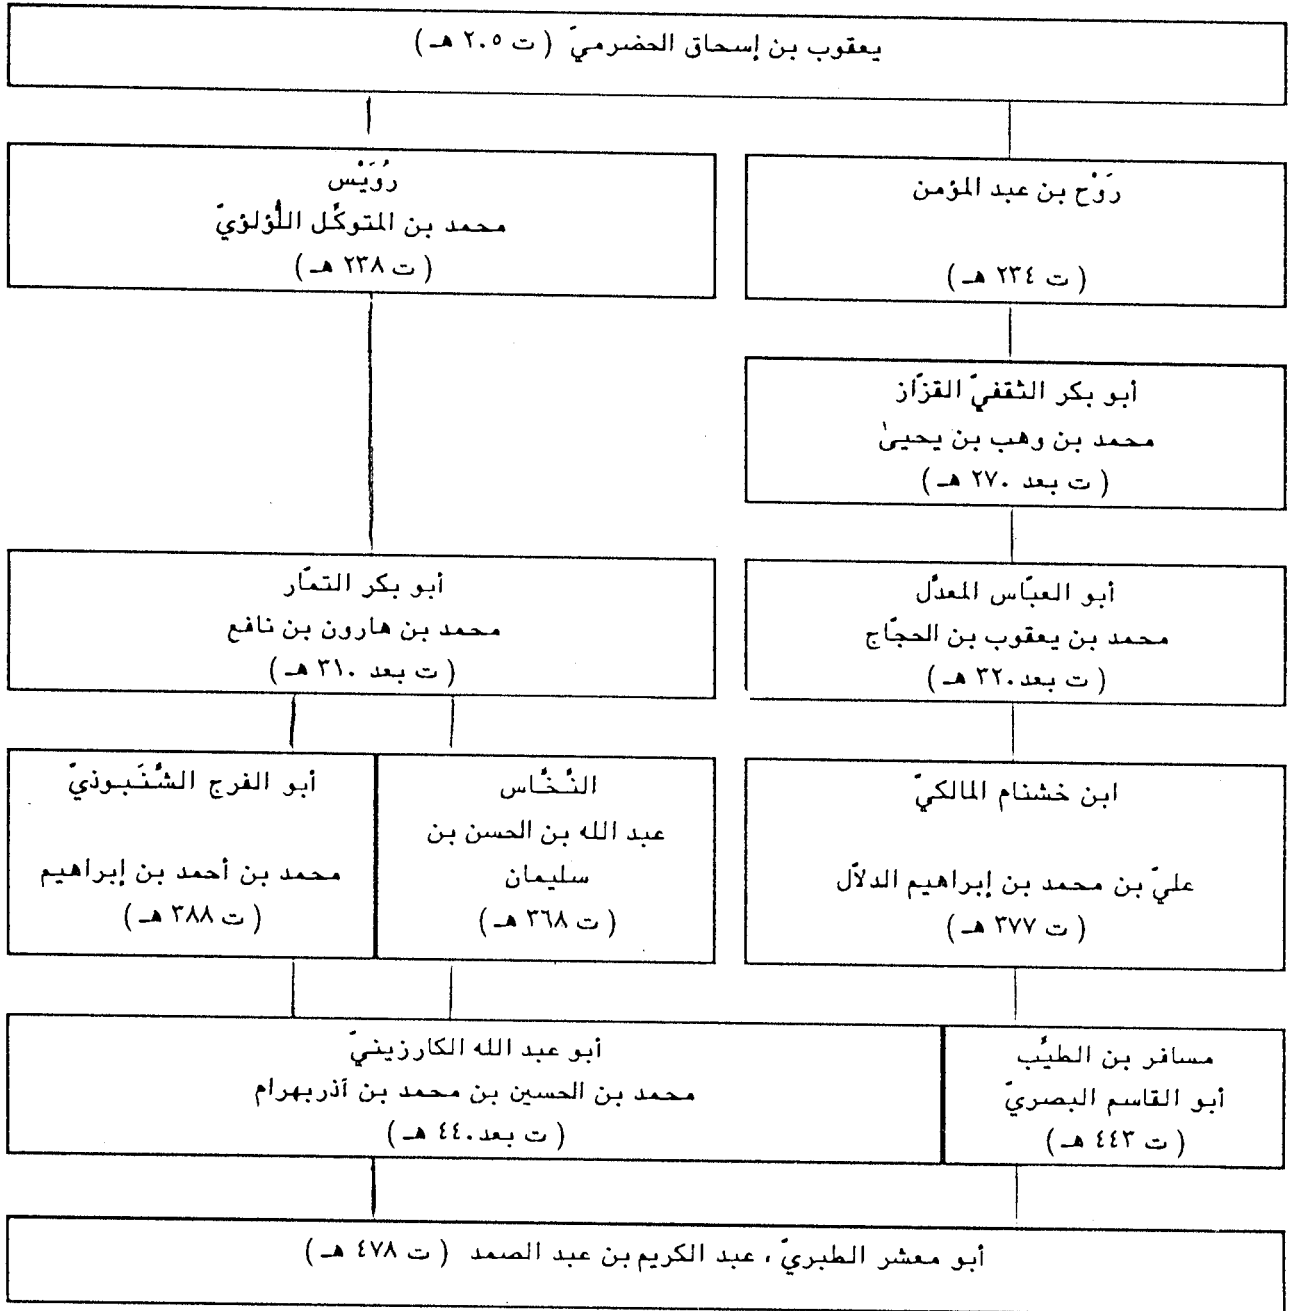 يعقوب بن إسحاق الحضرميّ ( ت ٢٠٥ هـ )
رَوْح بن عبد المؤمن
( ت ٢٣٤ هـ )
رُوَيْس
محمد بن المتوكِّل اللُّؤلؤيّ
( ت ٢٣٨ هـ )
أبو بكر الثقفيّ القزّاز
محمد بن وهب بن يحيىٰ
( ت بعد ٢٧٠ هـ )
أبو العبّاس المعدَّل
محمد بن يعقوب بن الحجّاج
( ت بعد ٣٢٠ هـ )
أبو بكر التمّار
محمد بن هارون بن نافع
( ت بعد ٣١٠ هـ )
ابن خشنام المالكيّ
عليّ بن محمد بن إبراهيم الدلاّل
( ت ٣٧٧ هـ )
النُّخَّاس
عبد الله بن الحسن بن
سليمان
( ت ٣٦٨ هـ )
أبو الفرج الشُّنَبوذيّ
محمد بن أحمد بن إبراهيم
( ت ٣٨٨ هـ )
مسافر بن الطيِّب
أبو القاسم البصريّ
( ت ٤٤٣ هـ )
أبو عبد الله الكارزينيّ
محمد بن الحسين بن محمد بن آذربهرام
( ت بعد ٤٤٠ هـ )
أبو معشر الطبريّ ، عبد الكريم بن عبد الصمد ( ت ٤٧٨ هـ )